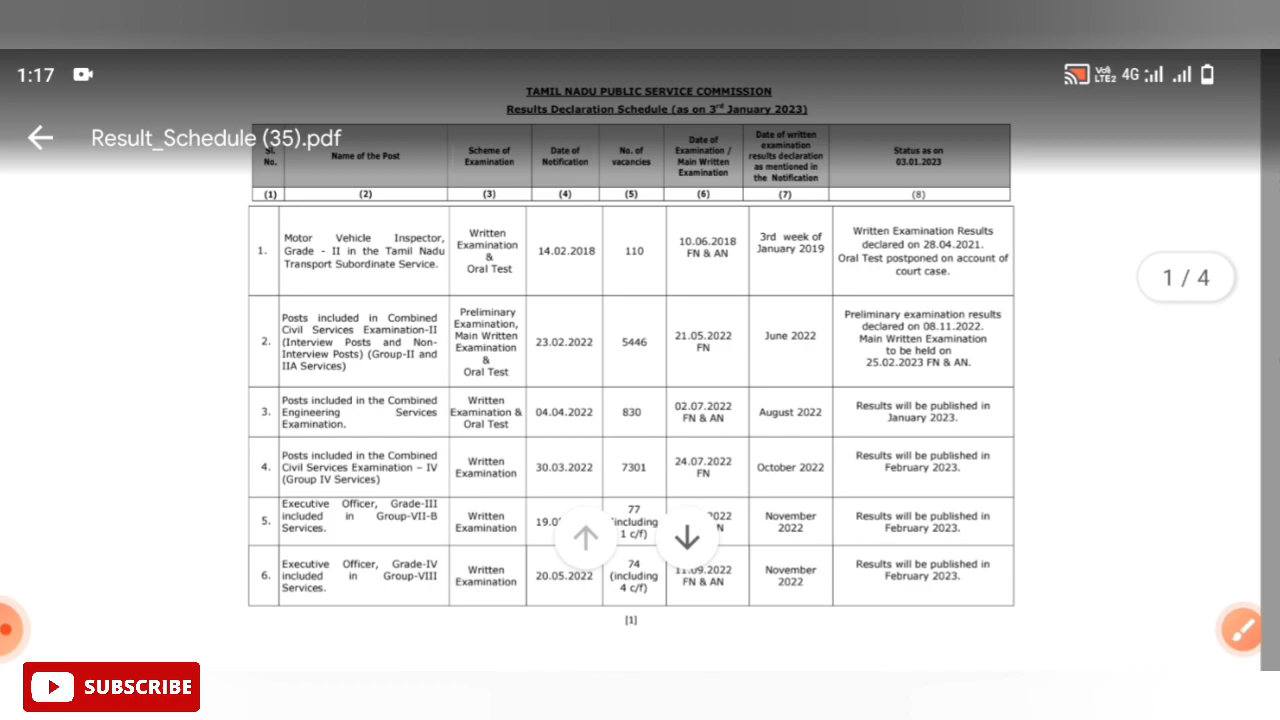 1:17
Vo)) LTE2 4G
TAMIL NADU PUBLIC SERVICE COMMISSION
Results Declaration Schedule (as on 3rd January 2023)
Result_Schedule (35).pdf
Sl. No. Name of the Post Scheme of Examination Date of Notification No. of vacancies Date of Examination / Main Written Examination Date of written examination results declaration as mentioned in the Notification Status as on 03.01.2023
(1) (2) (3) (4) (5) (6) (7) (8)
1. Motor Vehicle Inspector, Grade - II in the Tamil Nadu Transport Subordinate Service. Written Examination & Oral Test 14.02.2018 110 10.06.2018 FN & AN 3rd week of January 2019 Written Examination Results declared on 28.04.2021. Oral Test postponed on account of court case.
1 / 4
2. Posts included in Combined Civil Services Examination-II (Interview Posts and Non-Interview Posts) (Group-II and IIA Services) Preliminary Examination, Main Written Examination & Oral Test 23.02.2022 5446 21.05.2022 FN June 2022 Preliminary examination results declared on 08.11.2022. Main Written Examination to be held on 25.02.2023 FN & AN.
3. Posts included in the Combined Engineering Services Examination. Written Examination & Oral Test 04.04.2022 830 02.07.2022 FN & AN August 2022 Results will be published in January 2023.
4. Posts included in the Combined Civil Services Examination – IV (Group IV Services) Written Examination 30.03.2022 7301 24.07.2022 FN October 2022 Results will be published in February 2023.
5. Executive Officer, Grade-III included in Group-VII-B Services. Written Examination 77 (including 1 c/f) November 2022 Results will be published in February 2023.
6. Executive Officer, Grade-IV included in Group-VIII Services. Written Examination 20.05.2022 74 (including 4 c/f) 11.09.2022 FN & AN November 2022 Results will be published in February 2023.
[1]
SUBSCRIBE